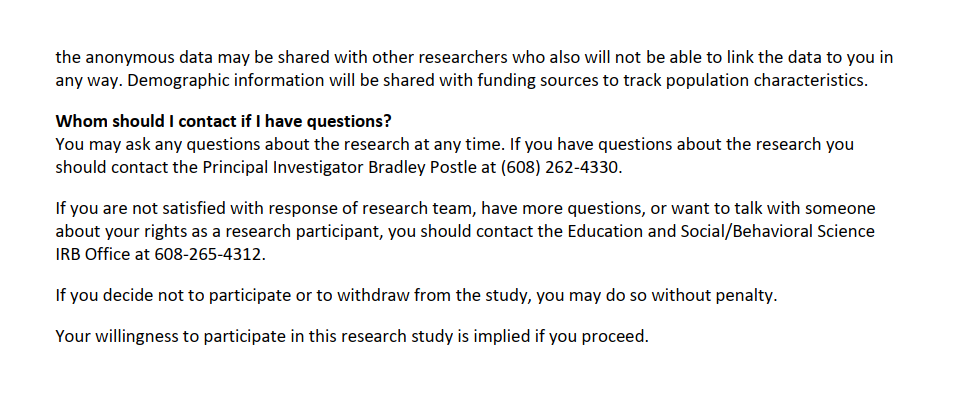 the anonymous data may be shared with other researchers who also will not be able to link the data to you in
any way. Demographic information will be shared with funding sources to track population characteristics.
Whom should I contact if I have questions?
You may ask any questions about the research at any time. If you have questions about the research you
should contact the Principal Investigator Bradley Postle at (608) 262-4330.
If you are not satisfied with response of research team, have more questions, or want to talk with someone
about your rights as a research participant, you should contact the Education and Social/Behavioral Science
IRB Office at 608-265-4312.
If you decide not to participate or to withdraw from the study, you may do so without penalty.
Your willingness to participate in this research study is implied if you proceed.